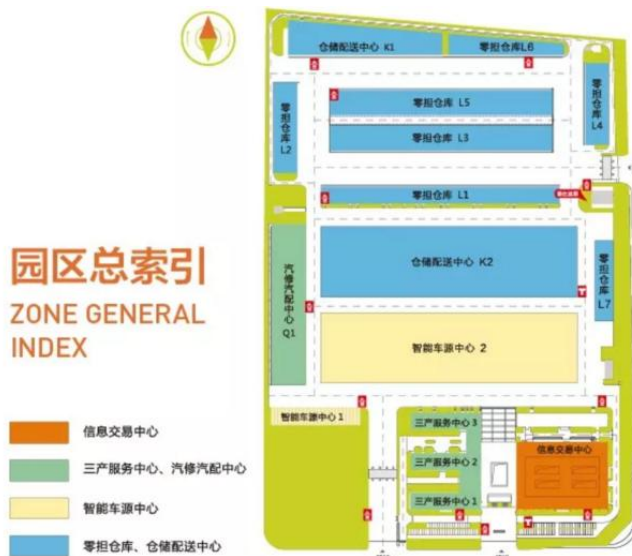 园区总索引
ZONE GENERAL
INDEX
信息交易中心
三产服务中心、汽修汽配中心
智能车源中心
零担仓库、仓储配送中心
仓储配送中心 K1
零担仓库L6
零担仓库 L5
零担仓库 L3
零担仓库 L2
零担仓库 L4
零担仓库 L1
仓储配送中心 K2
汽修汽配中心 Q1
零担仓库 L7
智能车源中心 2
智能车源中心 1
三产服务中心 3
三产服务中心 2
三产服务中心 1
信息交易中心